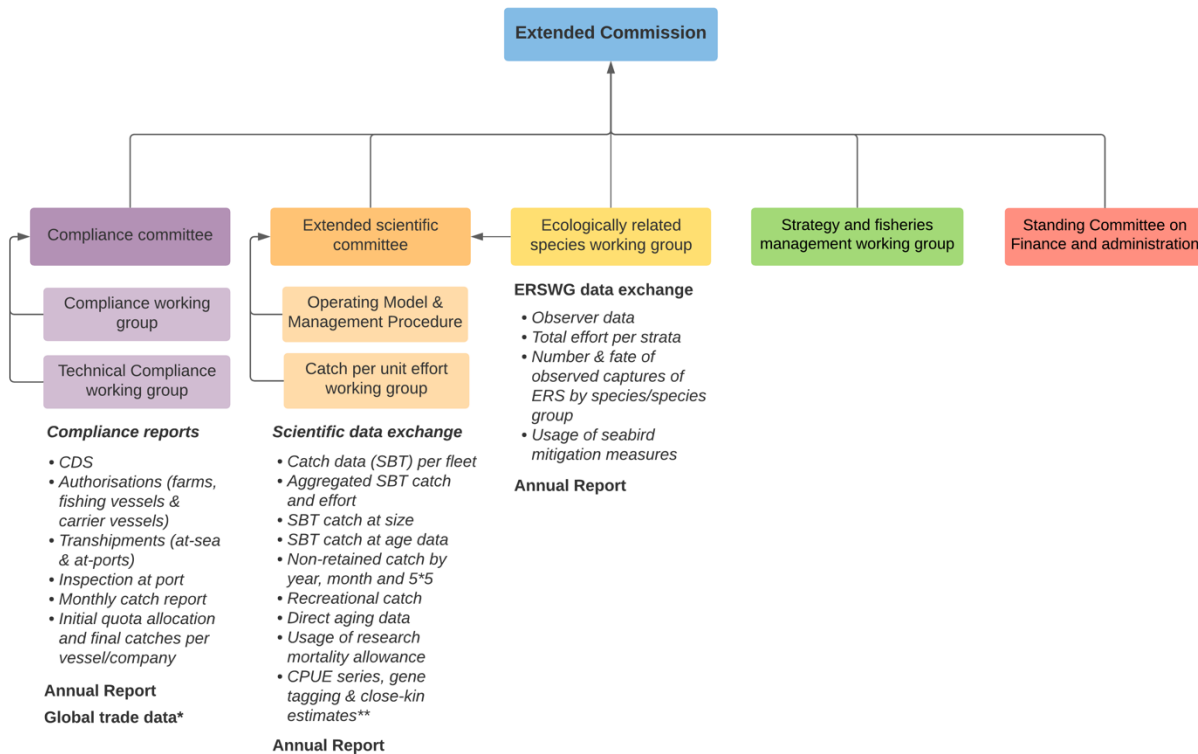 Extended Commission
Compliance committee
Compliance working
group
Technical Compliance
working group
Compliance reports
• CDS
• Authorisations (farms,
fishing vessels &
carrier vessels)
• Transhipments (at-sea
& at-ports)
• Inspection at port
• Monthly catch report
• Initial quota allocation
and final catches per
vessel/company
Annual Report
Global trade data*
Extended scientific
committee
Operating Model &
Management Procedure
Catch per unit effort
working group
Scientific data exchange
• Catch data (SBT) per fleet
• Aggregated SBT catch
and effort
• SBT catch at size
• SBT catch at age data
• Non-retained catch by
year, month and 5*5
• Recreational catch
• Direct aging data
• Usage of research
mortality allowance
• CPUE series, gene
tagging & close-kin
estimates**
Annual Report
Ecologically related
species working group
ERSWG data exchange
• Observer data
• Total effort per strata
• Number & fate of
observed captures of
ERS by species/species
group
• Usage of seabird
mitigation measures
Annual Report
Strategy and fisheries
management working group
Standing Committee on
Finance and administration